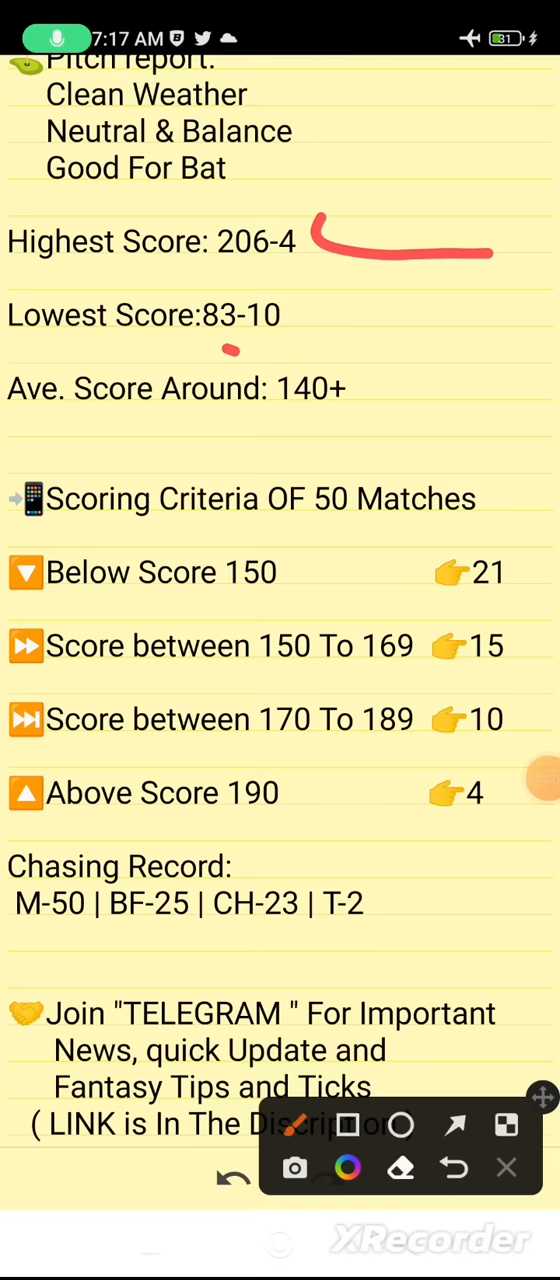 7:17 AM 31
Pitch report:
Clean Weather
Neutral & Balance
Good For Bat
Highest Score: 206-4
Lowest Score:83-10
Ave. Score Around: 140+
Scoring Criteria OF 50 Matches
Below Score 150 21
Score between 150 To 169 15
Score between 170 To 189 10
Above Score 190 4
Chasing Record:
M-50 | BF-25 | CH-23 | T-2
Join "TELEGRAM " For Important
News, quick Update and
Fantasy Tips and Ticks
( LINK is In The Discription )
XRecorder